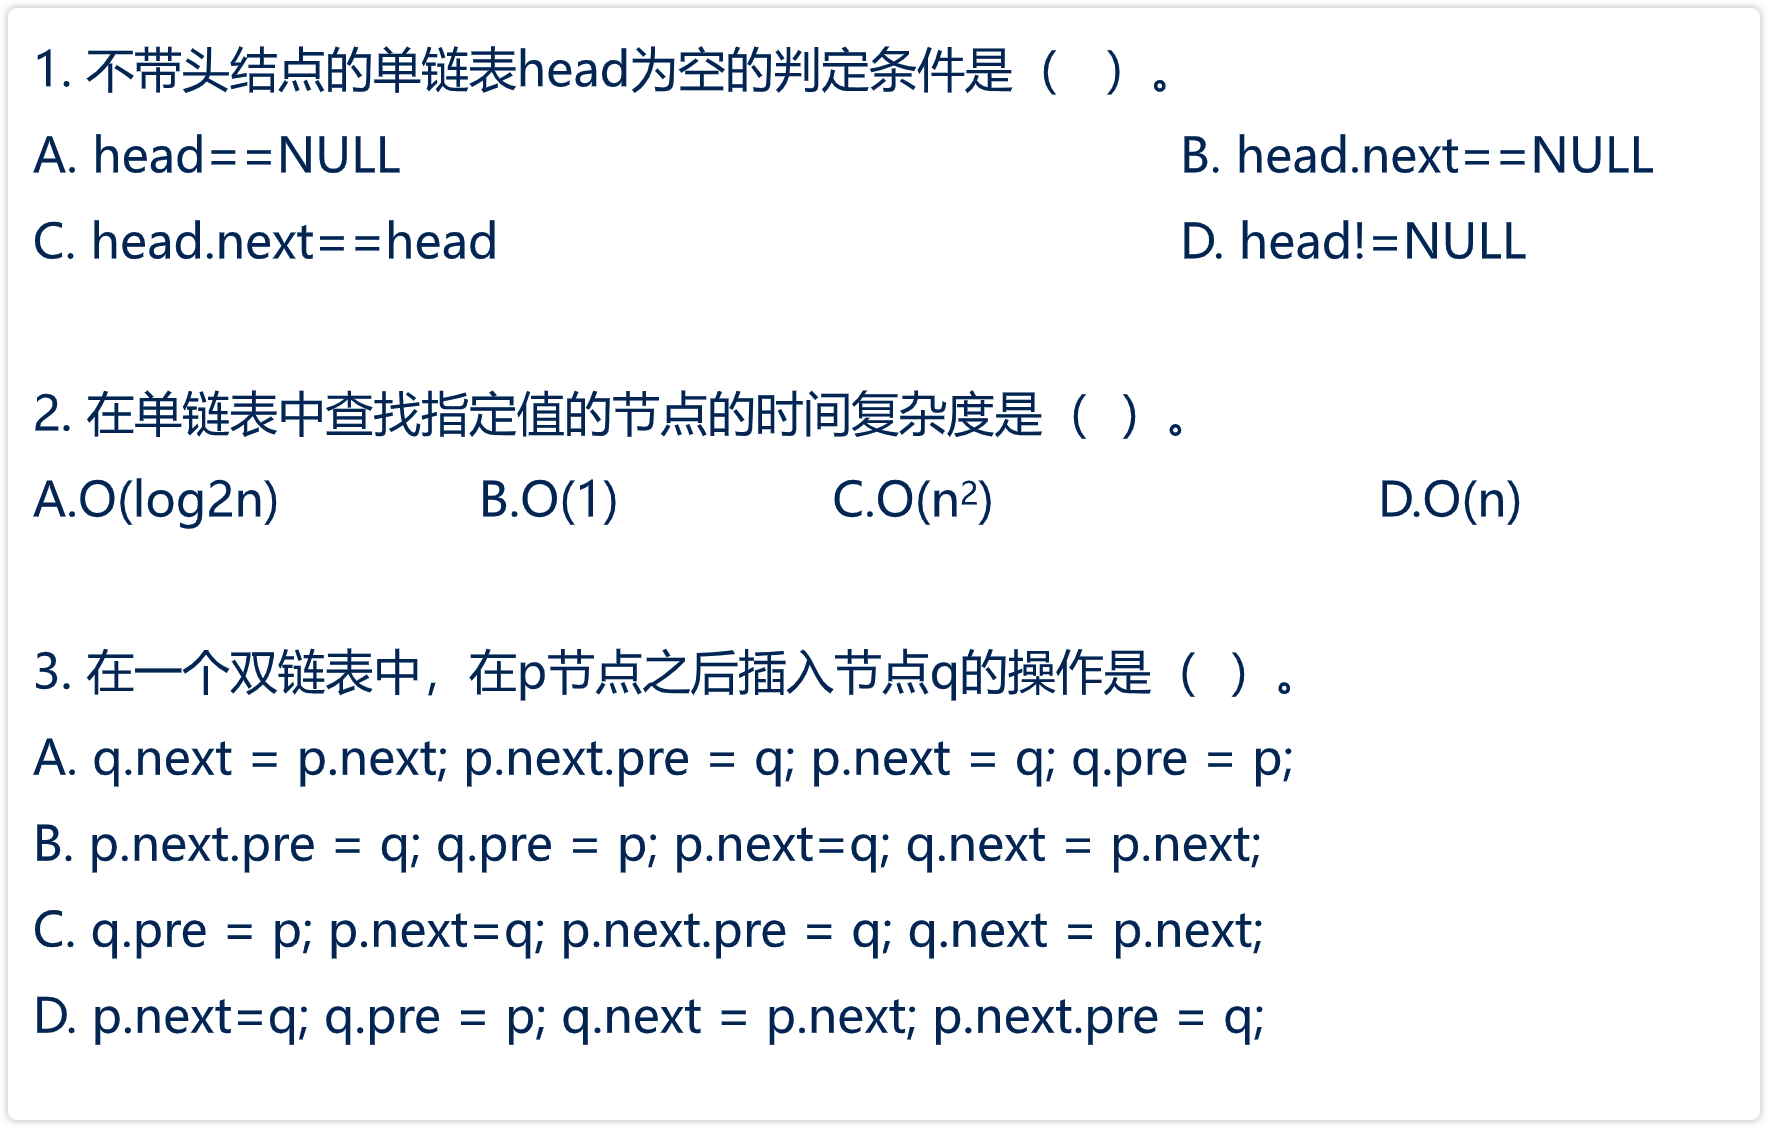 1. 不带头结点的单链表head为空的判定条件是（ ）。
A. head==NULL B. head.next==NULL
C. head.next==head D. head!=NULL
2. 在单链表中查找指定值的节点的时间复杂度是（ ）。
A.O(log2n) B.O(1) C.O(n²) D.O(n)
3. 在一个双链表中，在p节点之后插入节点q的操作是（ ）。
A. q.next = p.next; p.next.pre = q; p.next = q; q.pre = p;
B. p.next.pre = q; q.pre = p; p.next=q; q.next = p.next;
C. q.pre = p; p.next=q; p.next.pre = q; q.next = p.next;
D. p.next=q; q.pre = p; q.next = p.next; p.next.pre = q;